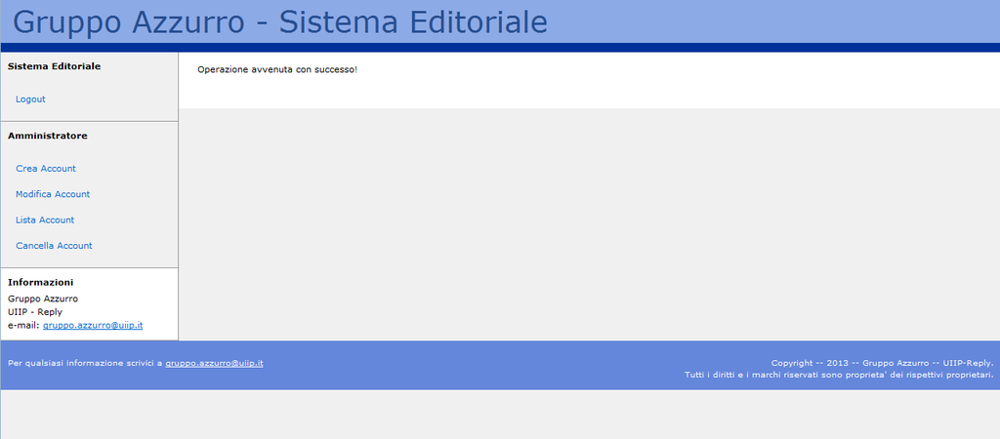 Gruppo Azzurro - Sistema Editoriale
Sistema Editoriale
Logout
Amministratore
Crea Account
Modifica Account
Lista Account
Cancella Account
Informazioni
Gruppo Azzurro
UIIP - Reply
e-mail: gruppo.azzurro@uiip.it
Operazione avvenuta con successo!
Per qualsiasi informazione scrivici a gruppo.azzurro@uiip.it
Copyright -- 2013 -- Gruppo Azzurro -- UIIP-Reply.
Tutti i diritti e i marchi riservati sono proprieta' dei rispettivi proprietari.